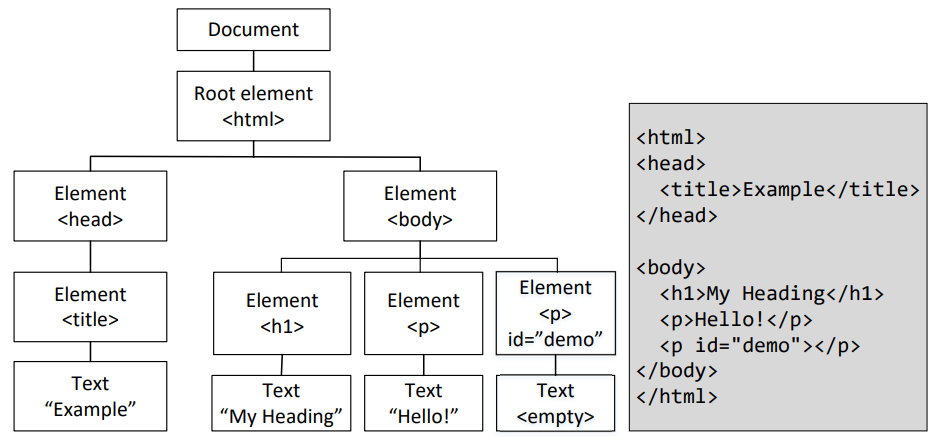 Document
Root element
<html>
Element
<head>
Element
<body>
Element
<title>
Element
<h1>
Element
<p>
Element
<p>
id=”demo”
Text
“Example”
Text
“My Heading”
Text
“Hello!”
Text
<empty>
<html>
<head>
  <title>Example</title>
</head>
<body>
  <h1>My Heading</h1>
  <p>Hello!</p>
  <p id="demo"></p>
</body>
</html>